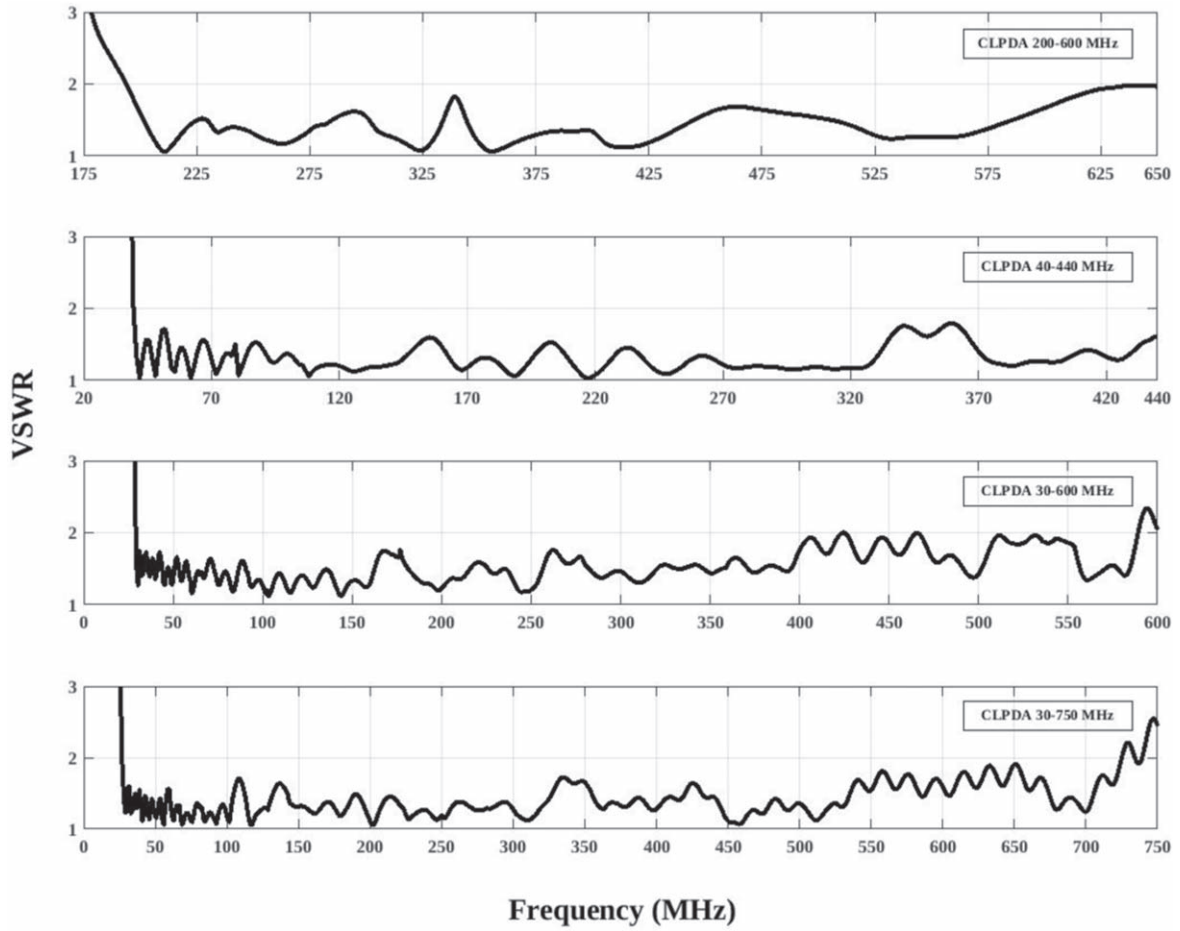 3
CLPDA 200-600 MHz
2
1
175 225 275 325 375 425 475 525 575 625 650
3
CLPDA 40-440 MHz
2
1
20 70 120 170 220 270 320 370 420 440
VSWR
3
CLPDA 30-600 MHz
2
1
0 50 100 150 200 250 300 350 400 450 500 550 600
3
CLPDA 30-750 MHz
2
1
0 50 100 150 200 250 300 350 400 450 500 550 600 650 700 750
Frequency (MHz)